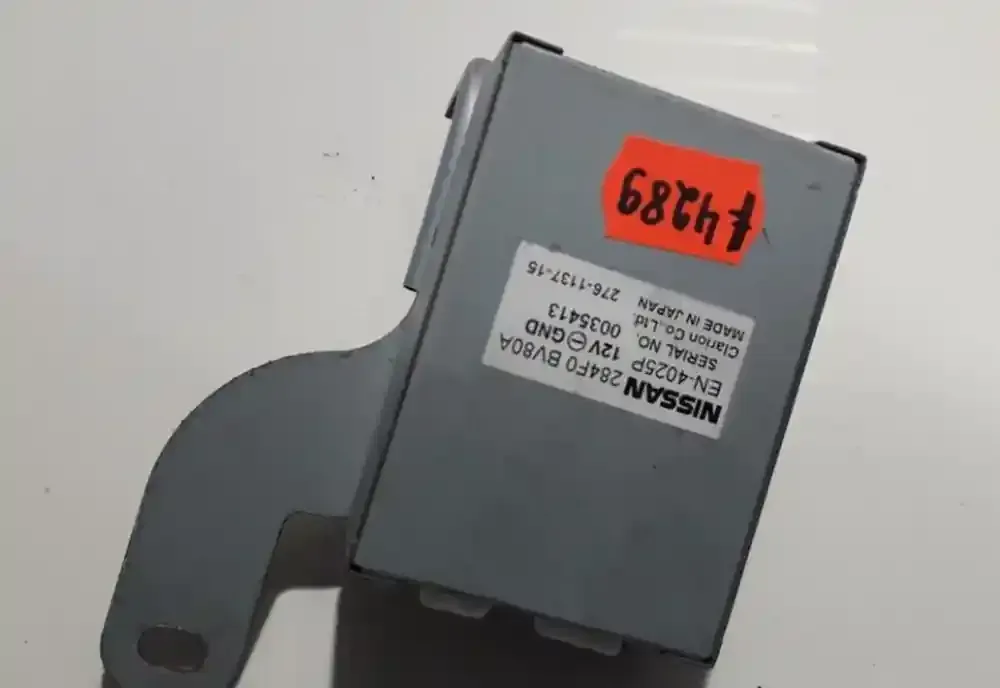 NISSAN 284F0 BV80A
EN-4025P 12V⊖GND
SERIAL NO. 0035413
Clarion Co.,Ltd.
MADE IN JAPAN 276-1137-15
F4289